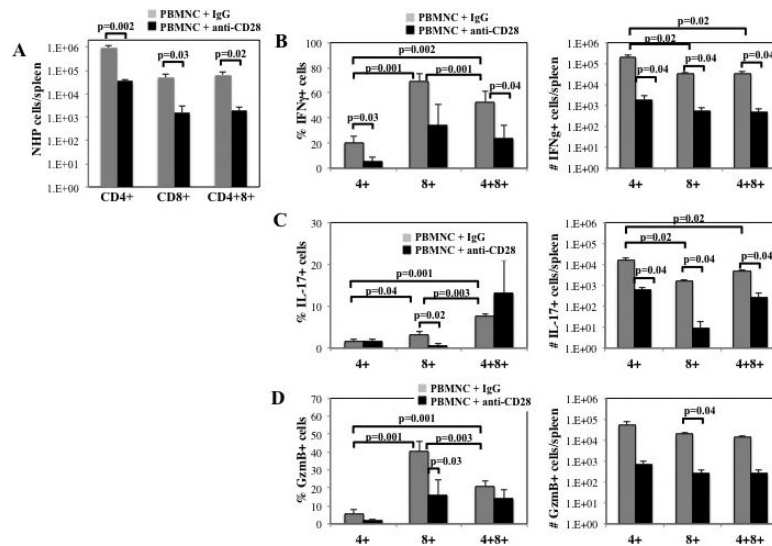 A
PBMNC + IgG
PBMNC + anti-CD28
p=0.002
p=0.03
p=0.02
NHP cells/spleen
1.E+06
1.E+05
1.E+04
1.E+03
1.E+02
1.E+01
1.E+00
CD4+ CD8+ CD4+8+
B
PBMNC + IgG
PBMNC + anti-CD28
p=0.002
p=0.001 p=0.001
p=0.04
p=0.03
% IFNγ+ cells
100
80
60
40
20
0
4+ 8+ 4+8+
p=0.02
p=0.02
p=0.04 p=0.04 p=0.04
# IFNg+ cells/spleen
1.E+06
1.E+05
1.E+04
1.E+03
1.E+02
1.E+01
1.E+00
4+ 8+ 4+8+
C
PBMNC + IgG
PBMNC + anti-CD28
p=0.001
p=0.04 p=0.003
p=0.02
% IL-17+ cells
30
20
10
0
4+ 8+ 4+8+
p=0.02
p=0.02
p=0.04 p=0.04 p=0.04
# IL-17+ cells/spleen
1.E+06
1.E+05
1.E+04
1.E+03
1.E+02
1.E+01
1.E+00
4+ 8+ 4+8+
D
PBMNC + IgG
PBMNC + anti-CD28
p=0.001
p=0.001 p=0.003
p=0.03
% GzmB+ cells
70
60
50
40
30
20
10
0
4+ 8+ 4+8+
p=0.04
# GzmB+ cells/spleen
1.E+06
1.E+05
1.E+04
1.E+03
1.E+02
1.E+01
1.E+00
4+ 8+ 4+8+